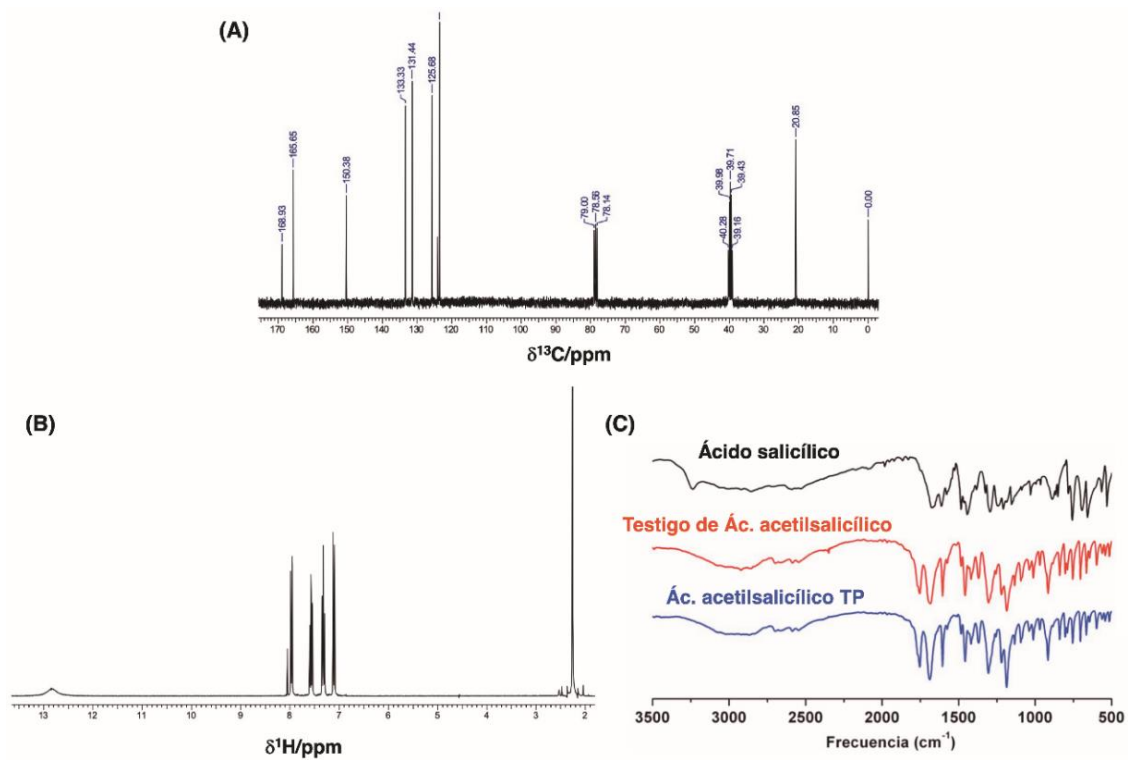 (A)
168.93
165.65
150.38
133.33
131.44
125.68
79.00
78.56
78.14
40.28
39.98
39.71
39.43
39.16
20.85
0.00
170 160 150 140 130 120 110 100 90 80 70 60 50 40 30 20 10 0
δ¹³C/ppm
(B)
13 12 11 10 9 8 7 6 5 4 3 2
δ¹H/ppm
(C)
Ácido salicílico
Testigo de Ác. acetilsalicílico
Ác. acetilsalicílico TP
3500 3000 2500 2000 1500 1000 500
Frecuencia (cm⁻¹)